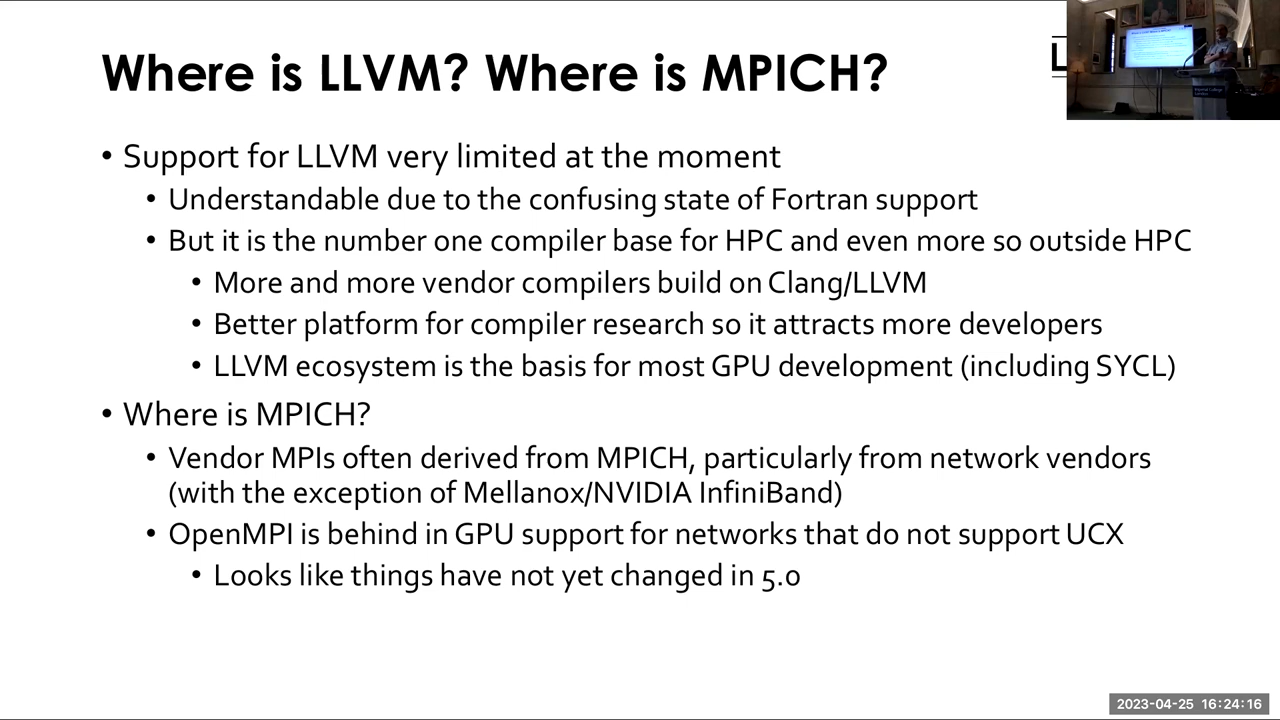 Where is LLVM? Where is MPICH?
• Support for LLVM very limited at the moment
• Understandable due to the confusing state of Fortran support
• But it is the number one compiler base for HPC and even more so outside HPC
• More and more vendor compilers build on Clang/LLVM
• Better platform for compiler research so it attracts more developers
• LLVM ecosystem is the basis for most GPU development (including SYCL)
• Where is MPICH?
• Vendor MPIs often derived from MPICH, particularly from network vendors
(with the exception of Mellanox/NVIDIA InfiniBand)
• OpenMPI is behind in GPU support for networks that do not support UCX
• Looks like things have not yet changed in 5.0
2023-04-25 16:24:16